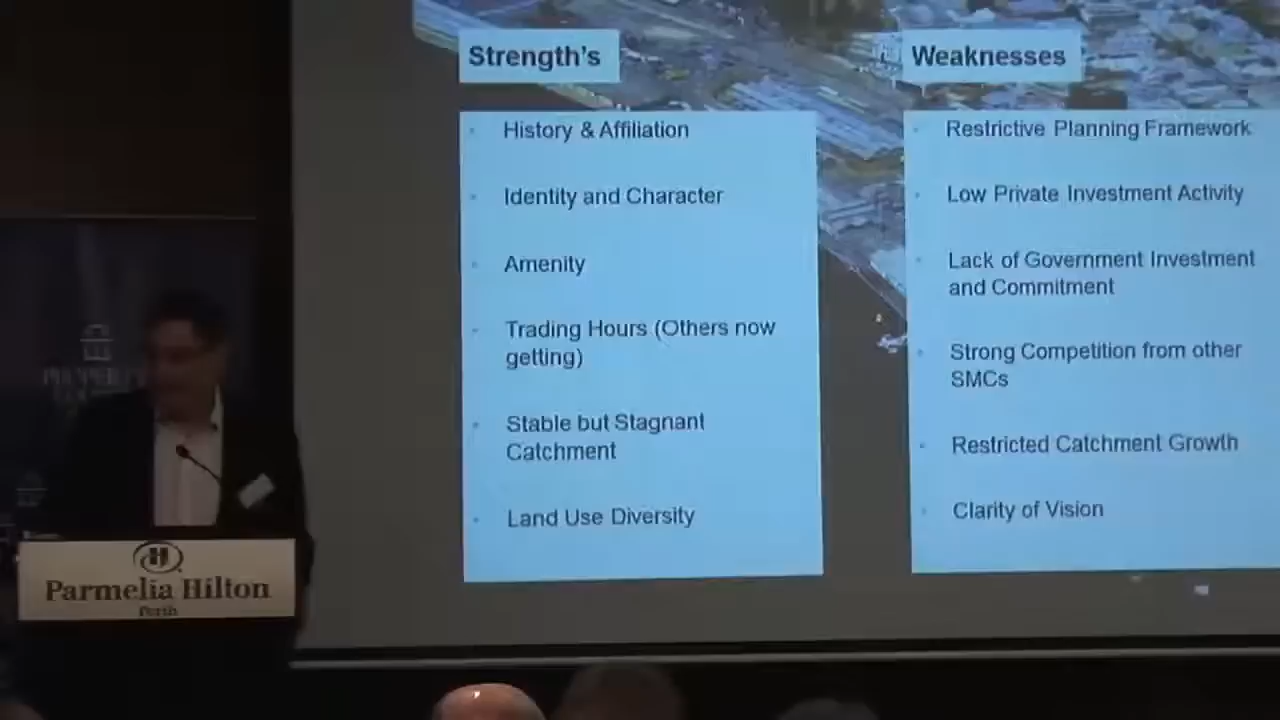 Strength's
History & Affiliation
Identity and Character
Amenity
Trading Hours (Others now
getting)
Stable but Stagnant
Catchment
Land Use Diversity
Weaknesses
Restrictive Planning Framework
Low Private Investment Activity
Lack of Government Investment
and Commitment
Strong Competition from other
SMCs
Restricted Catchment Growth
Clarity of Vision
H
Parmelia Hilton
Perth